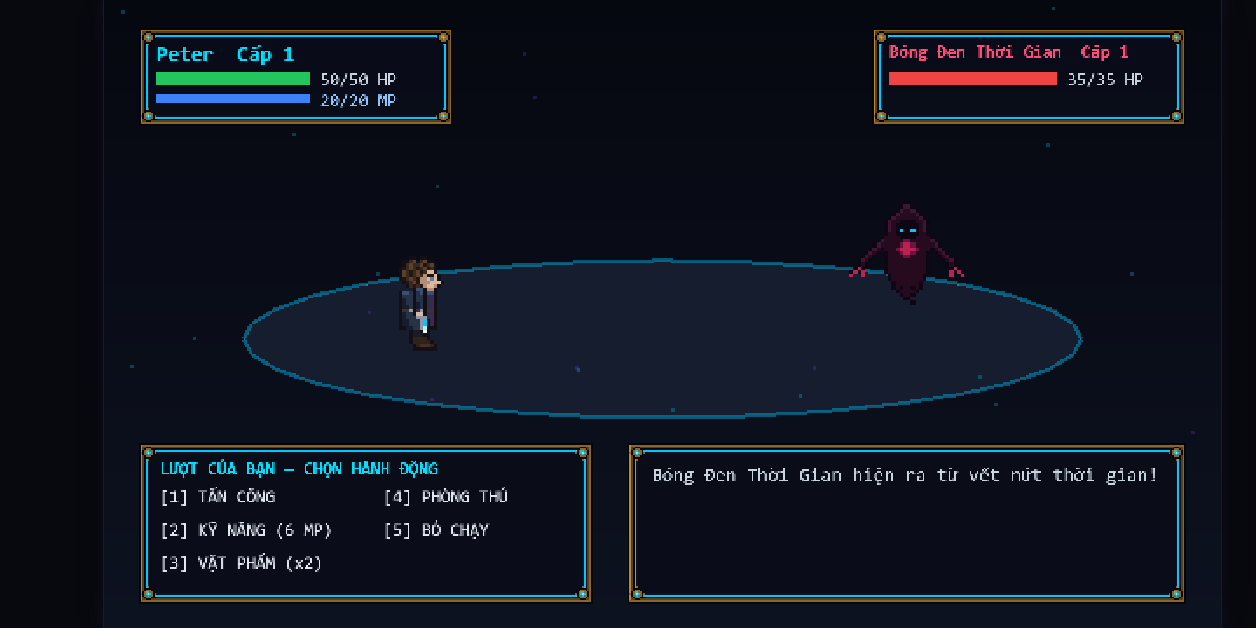 Peter Cấp 1
50/50 HP
20/20 MP
Bóng Đen Thời Gian Cấp 1
35/35 HP
LƯỢT CỦA BẠN — CHỌN HÀNH ĐỘNG
[1] TẤN CÔNG
[4] PHÒNG THỦ
[2] KỸ NĂNG (6 MP)
[5] BỎ CHẠY
[3] VẬT PHẨM (x2)
Bóng Đen Thời Gian hiện ra từ vết nứt thời gian!